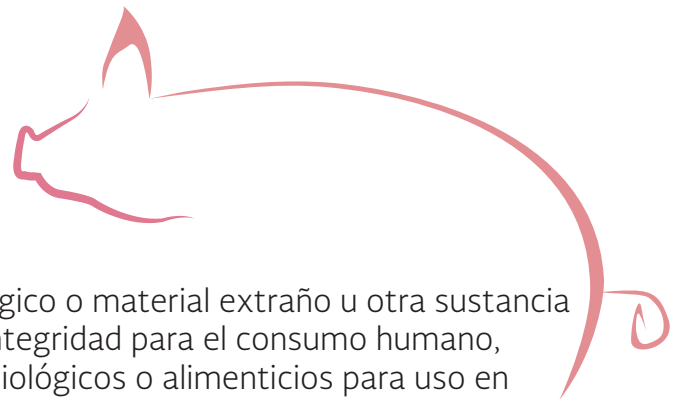 gico o material extraño u otra sustancia
ntegridad para el consumo humano,
iológicos o alimenticios para uso en